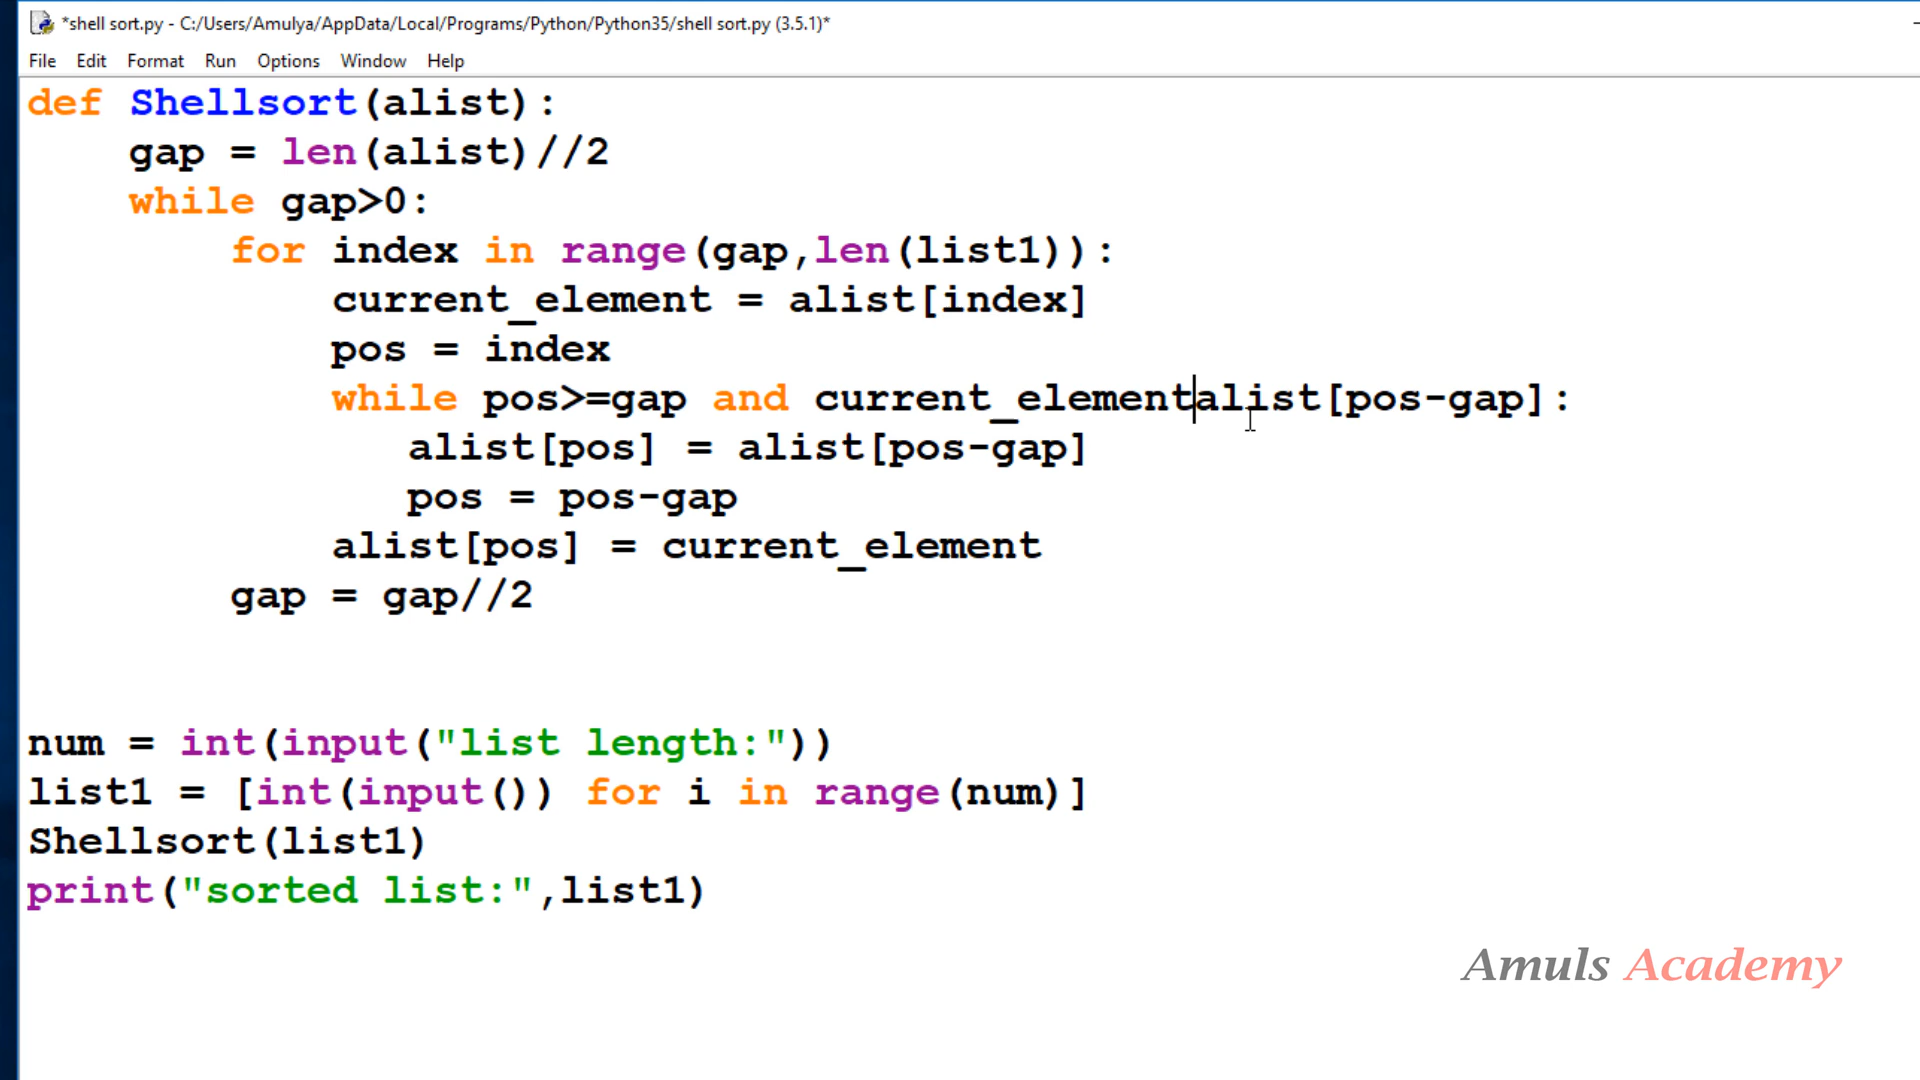 *shell sort.py - C:/Users/Amulya/AppData/Local/Programs/Python/Python35/shell sort.py (3.5.1)*
File Edit Format Run Options Window Help
def Shellsort(alist):
    gap = len(alist)//2
    while gap>0:
        for index in range(gap,len(list1)):
            current_element = alist[index]
            pos = index
            while pos>=gap and current_elementalist[pos-gap]:
               alist[pos] = alist[pos-gap]
               pos = pos-gap
            alist[pos] = current_element
        gap = gap//2
num = int(input("list length:"))
list1 = [int(input()) for i in range(num)]
Shellsort(list1)
print("sorted list:",list1)
Amuls Academy